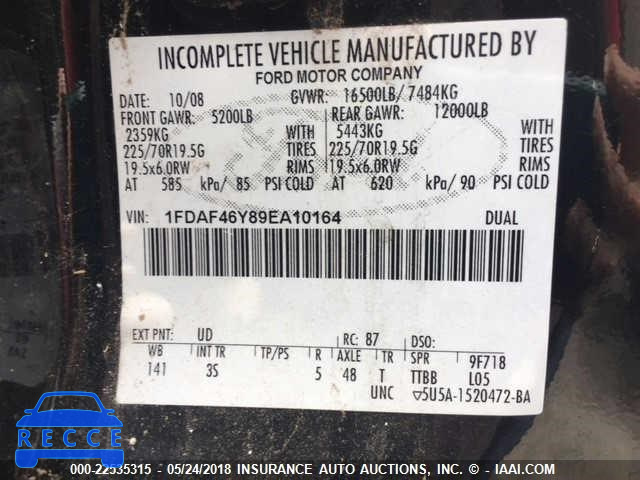 INCOMPLETE VEHICLE MANUFACTURED BY
FORD MOTOR COMPANY
DATE: 10/08 GVWR: 16500LB/ 7484KG
FRONT GAWR: 5200LB REAR GAWR: 12000LB
2359KG WITH 5443KG WITH
225/70R19.5G TIRES 225/70R19.5G TIRES
19.5x6.0RW RIMS 19.5x6.0RW RIMS
AT 585 kPa/ 85 PSI COLD AT 620 kPa/ 90 PSI COLD
VIN: 1FDAF46Y89EA10164 DUAL
EXT PNT: UD RC: 87 DSO:
WB INT TR TP/PS R AXLE TR SPR 9F718
141 3S 5 48 T TTBB L05
UNC 5U5A-1520472-BA
RECCE
000-22535315 - 05/24/2018 INSURANCE AUTO AUCTIONS, INC. - IAAI.COM